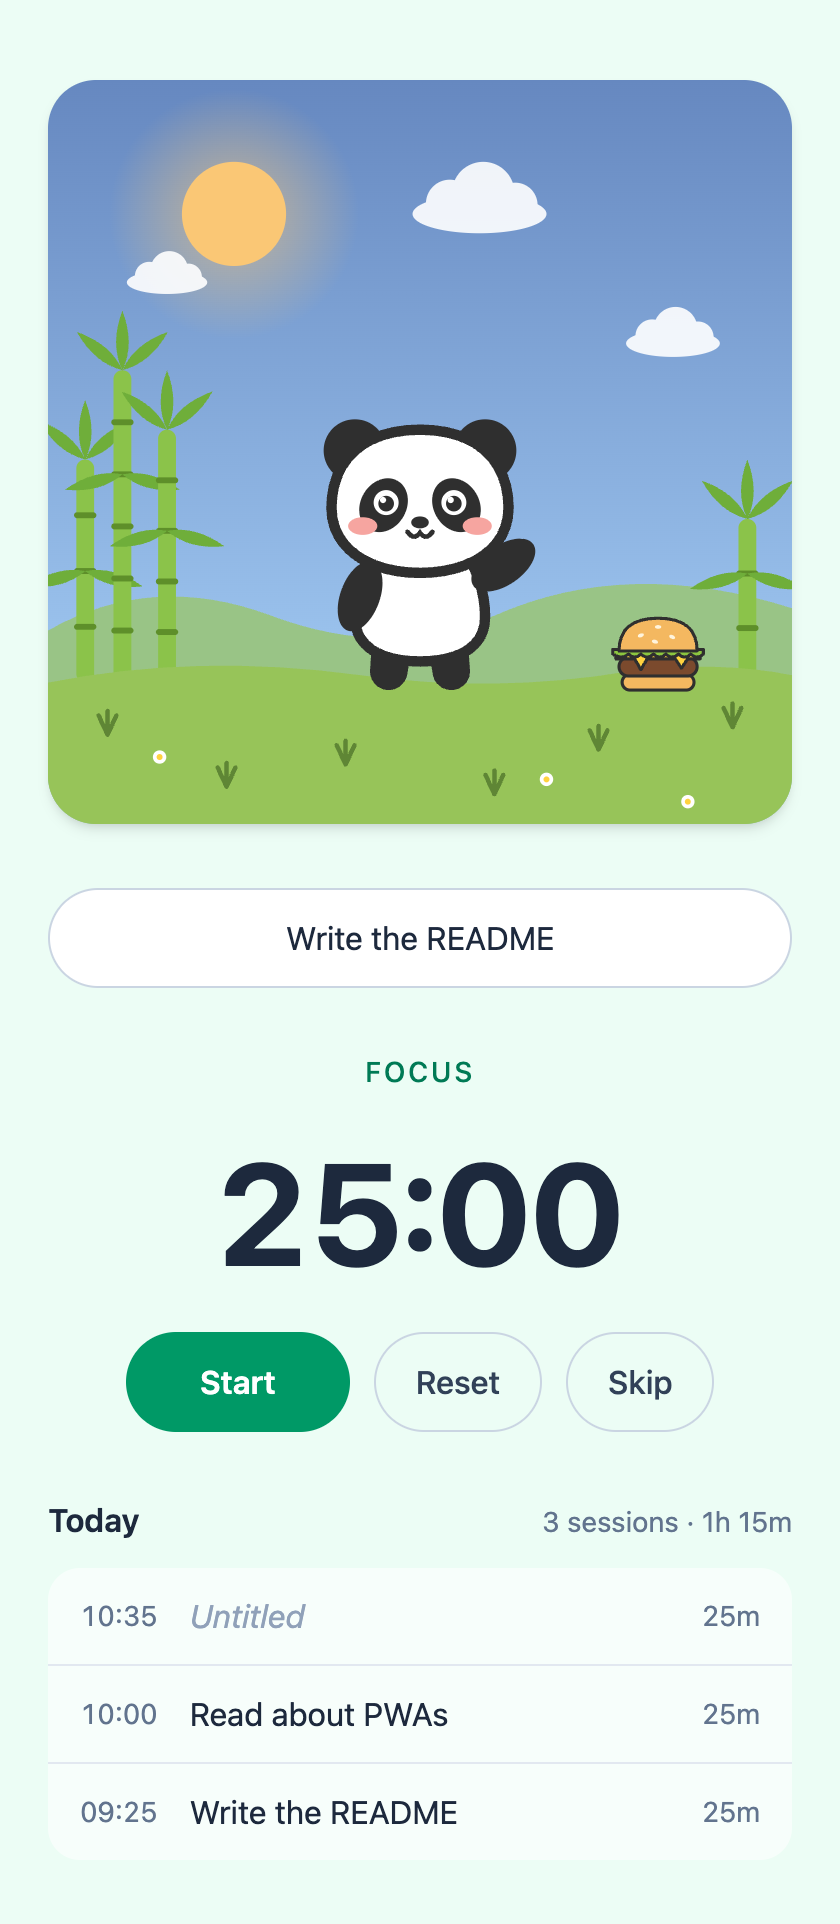 Write the README
FOCUS
25:00
Start Reset Skip
Today 3 sessions · 1h 15m
10:35 Untitled 25m
10:00 Read about PWAs 25m
09:25 Write the README 25m